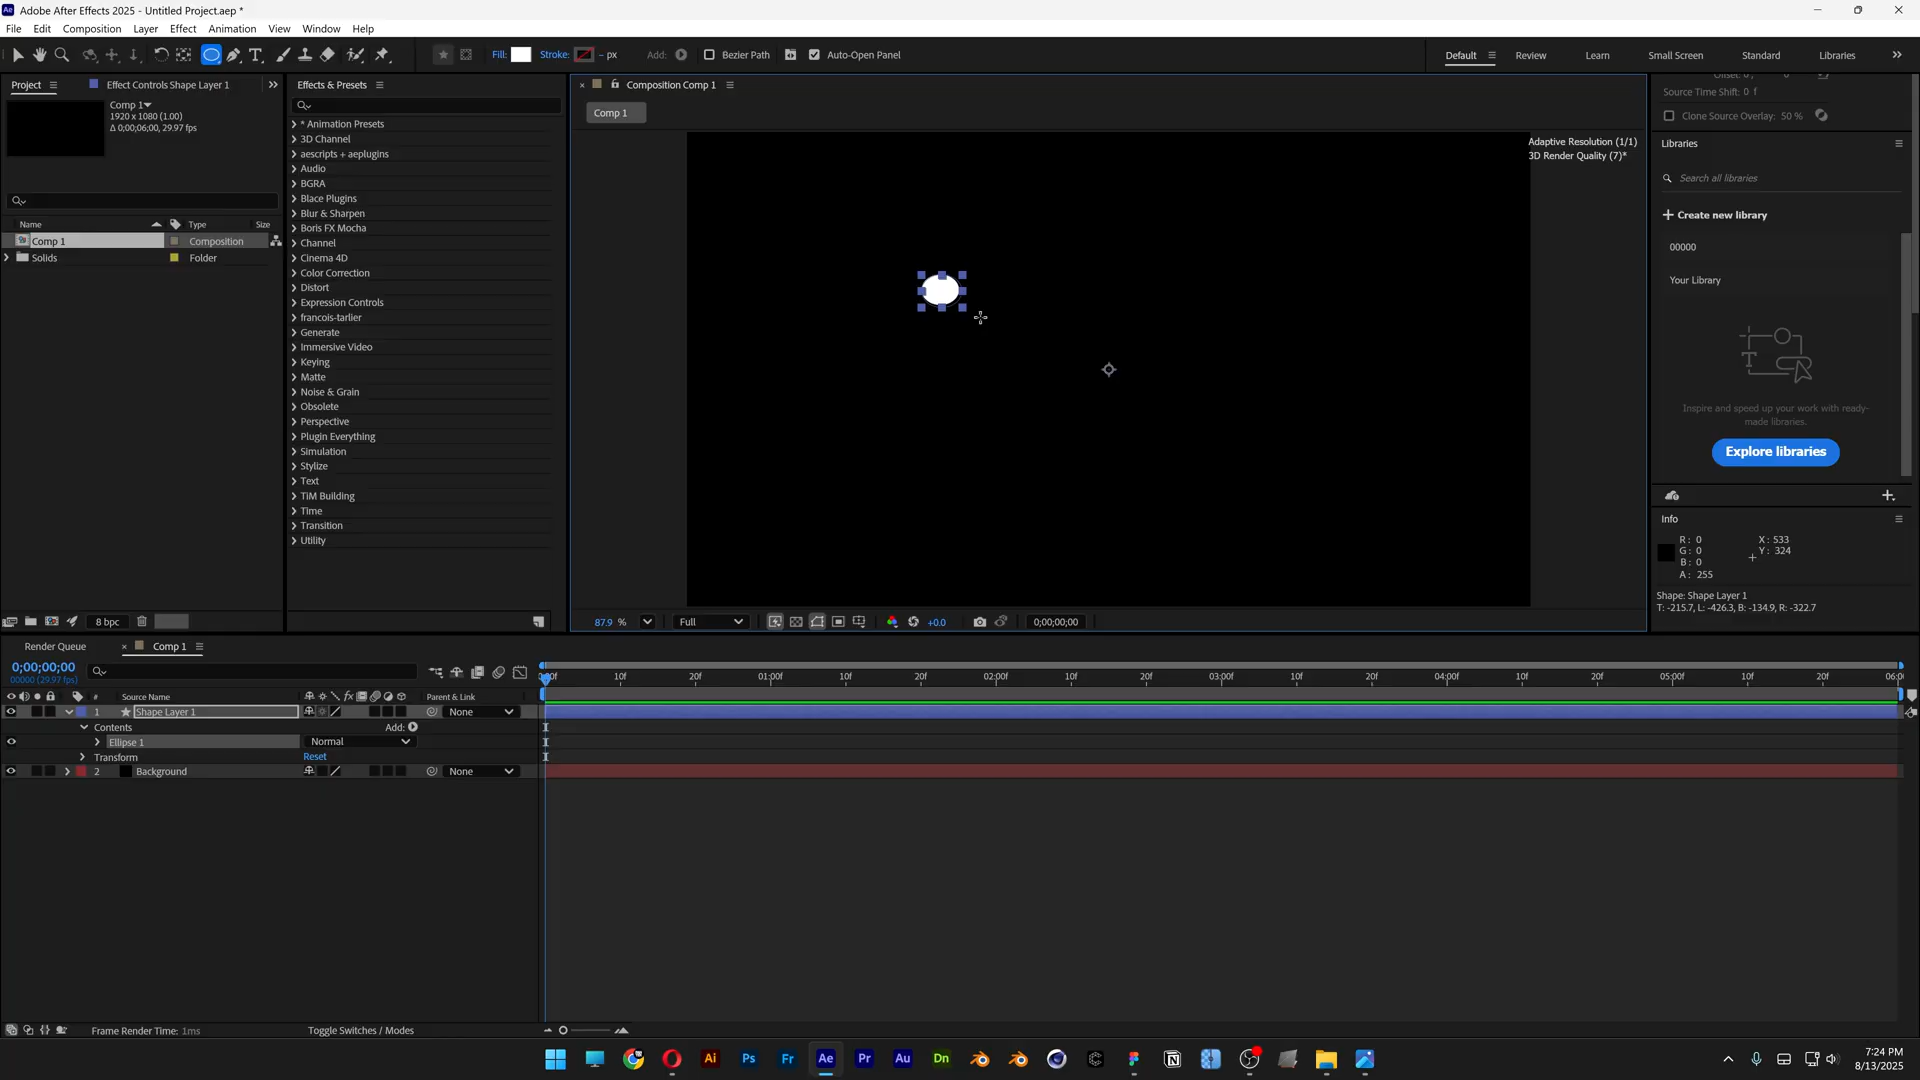 Adobe After Effects 2025 - Untitled Project.aep *
File Edit Composition Layer Effect Animation View Window Help
Fill: Stroke: - px Add: Bezier Path Auto-Open Panel
Default Review Learn Small Screen Standard Libraries
Project
Effect Controls Shape Layer 1
Comp 1
1920 x 1080 (1.00)
Δ 0;00;06;00, 29.97 fps
Name Type Size
Comp 1 Composition
Solids Folder
8 bpc
Effects & Presets
* Animation Presets
3D Channel
aescripts + aeplugins
Audio
BGRA
Blace Plugins
Blur & Sharpen
Boris FX Mocha
Channel
Cinema 4D
Color Correction
Distort
Expression Controls
francois-tarlier
Generate
Immersive Video
Keying
Matte
Noise & Grain
Obsolete
Perspective
Plugin Everything
Simulation
Stylize
Text
TIM Building
Time
Transition
Utility
Composition Comp 1
Comp 1
Adaptive Resolution (1/1)
3D Render Quality (7)*
87.9 % Full +0.0 0;00;00;00
Source Time Shift: 0 f
Clone Source Overlay: 50 %
Libraries
Search all libraries
Create new library
00000
Your Library
Inspire and speed up your work with ready-
made libraries.
Explore libraries
Info
R: 0 X: 533
G: 0 Y: 324
B: 0
A: 255
Shape: Shape Layer 1
T: -215.7, L: -426.3, B: -134.9, R: -322.7
Render Queue Comp 1
0;00;00;00
00000 (29.97 fps)
# Source Name fx Parent & Link
1 Shape Layer 1 None
Contents Add:
Ellipse 1 Normal
Transform Reset
2 Background None
10f 20f 01:00f 10f 20f 02:00f 10f 20f 03:00f 10f 20f 04:00f 10f 20f 05:00f 10f 20f
Frame Render Time: 1ms Toggle Switches / Modes
Ai Ps Fr Ae Pr Au Dn
7:24 PM
8/13/2025